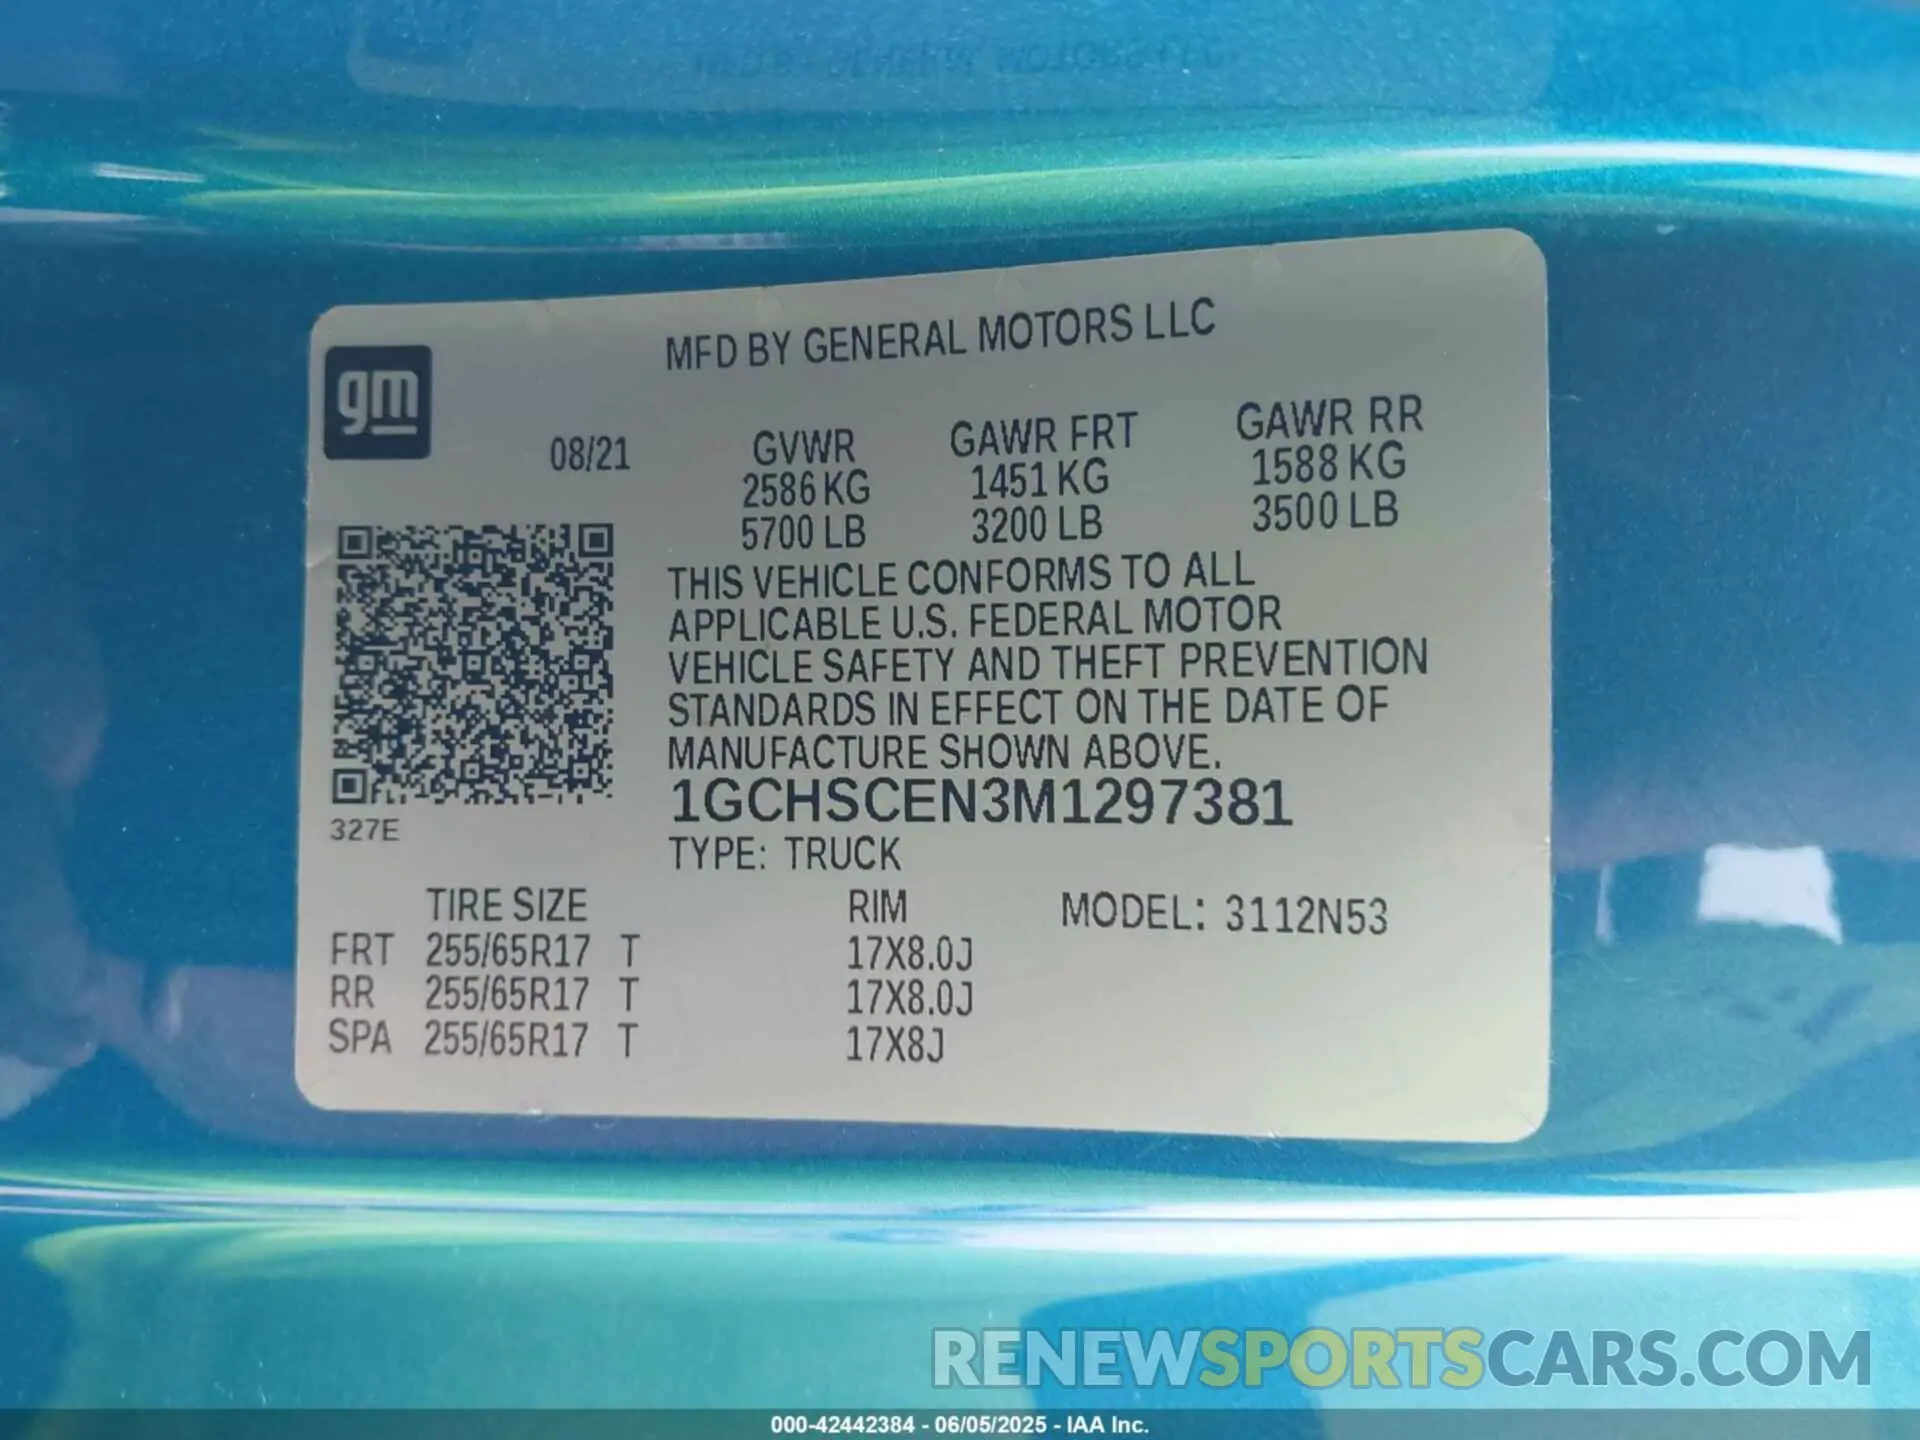 MFD BY GENERAL MOTORS LLC
gm
08/21
GVWR GAWR FRT GAWR RR
2586 KG 1451 KG 1588 KG
5700 LB 3200 LB 3500 LB
THIS VEHICLE CONFORMS TO ALL
APPLICABLE U.S. FEDERAL MOTOR
VEHICLE SAFETY AND THEFT PREVENTION
STANDARDS IN EFFECT ON THE DATE OF
MANUFACTURE SHOWN ABOVE.
1GCHSCEN3M1297381
327E
TYPE: TRUCK
TIRE SIZE RIM MODEL: 3112N53
FRT 255/65R17 T 17X8.0J
RR 255/65R17 T 17X8.0J
SPA 255/65R17 T 17X8J
RENEWSPORTSCARS.COM
000-42442384 - 06/05/2025 - IAA Inc.